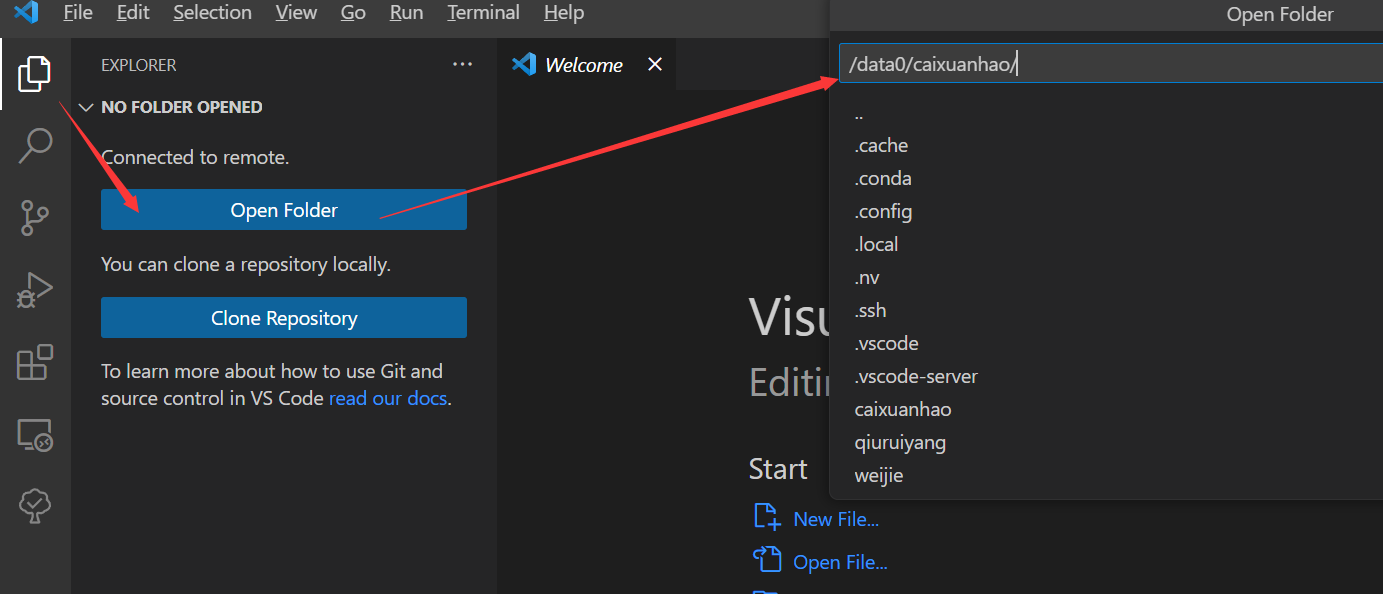 File Edit Selection View Go Run Terminal Help
EXPLORER
NO FOLDER OPENED
Connected to remote.
Open Folder
You can clone a repository locally.
Clone Repository
To learn more about how to use Git and
source control in VS Code read our docs.
Welcome
Editi
Start
New File...
Open File...
Open Folder
/data0/caixuanhao/
..
.cache
.conda
.config
.local
.nv
.ssh
.vscode
.vscode-server
caixuanhao
qiuruiyang
weijie